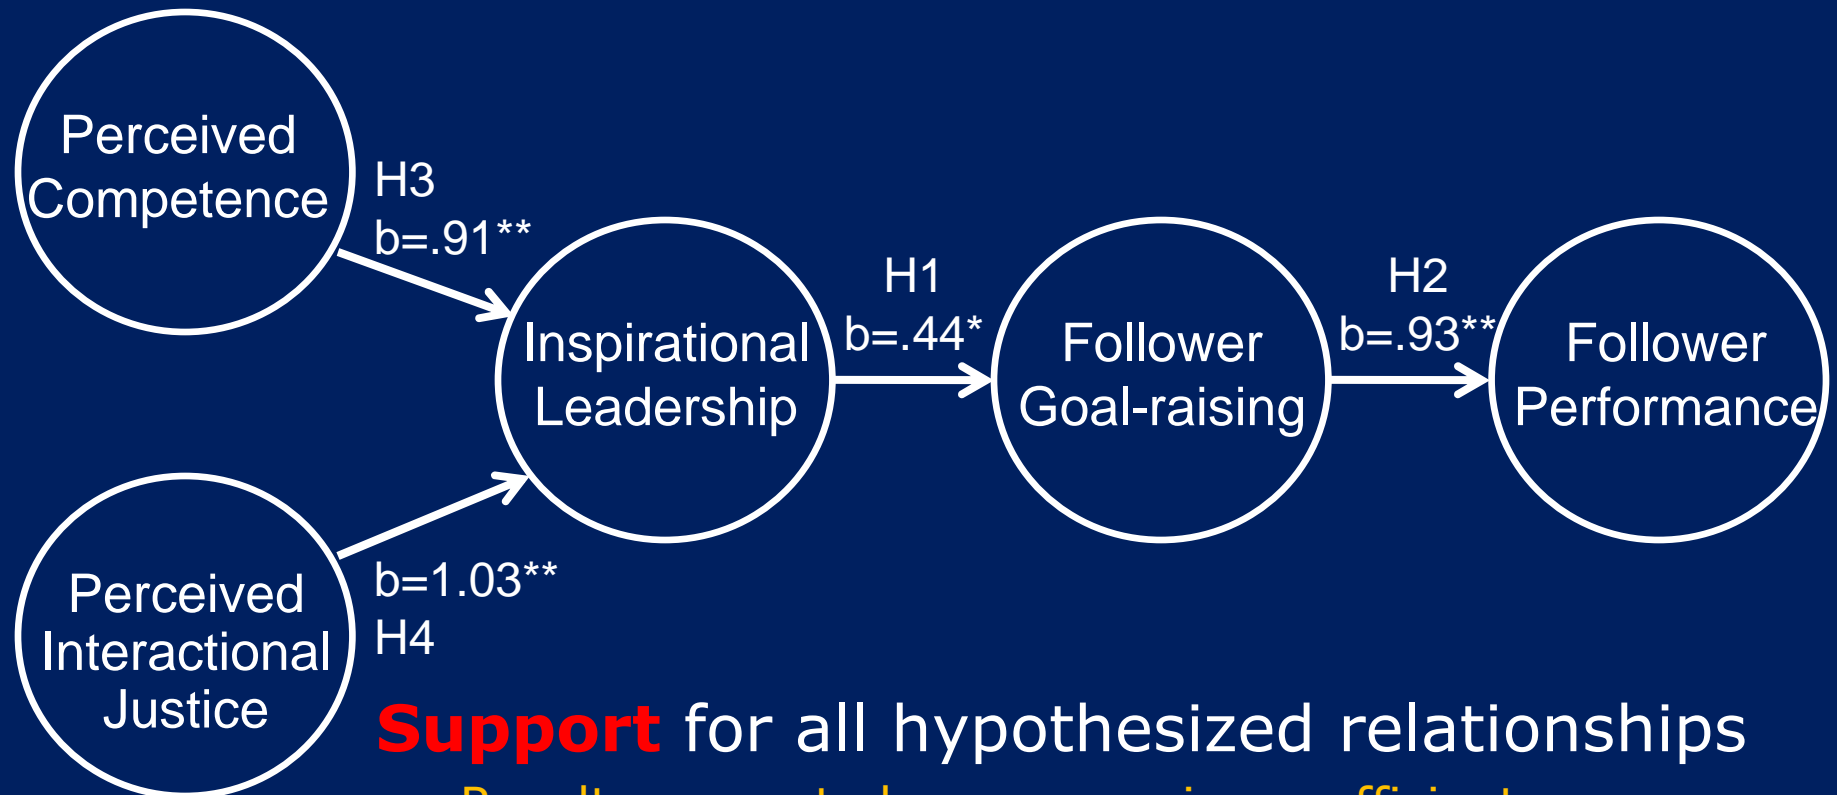 Perceived
Competence
H3
b=.91**
Inspirational
Leadership
H1
b=.44*
Follower
Goal-raising
H2
b=.93**
Follower
Performance
Perceived
Interactional
Justice
b=1.03**
H4
Support for all hypothesized relationships